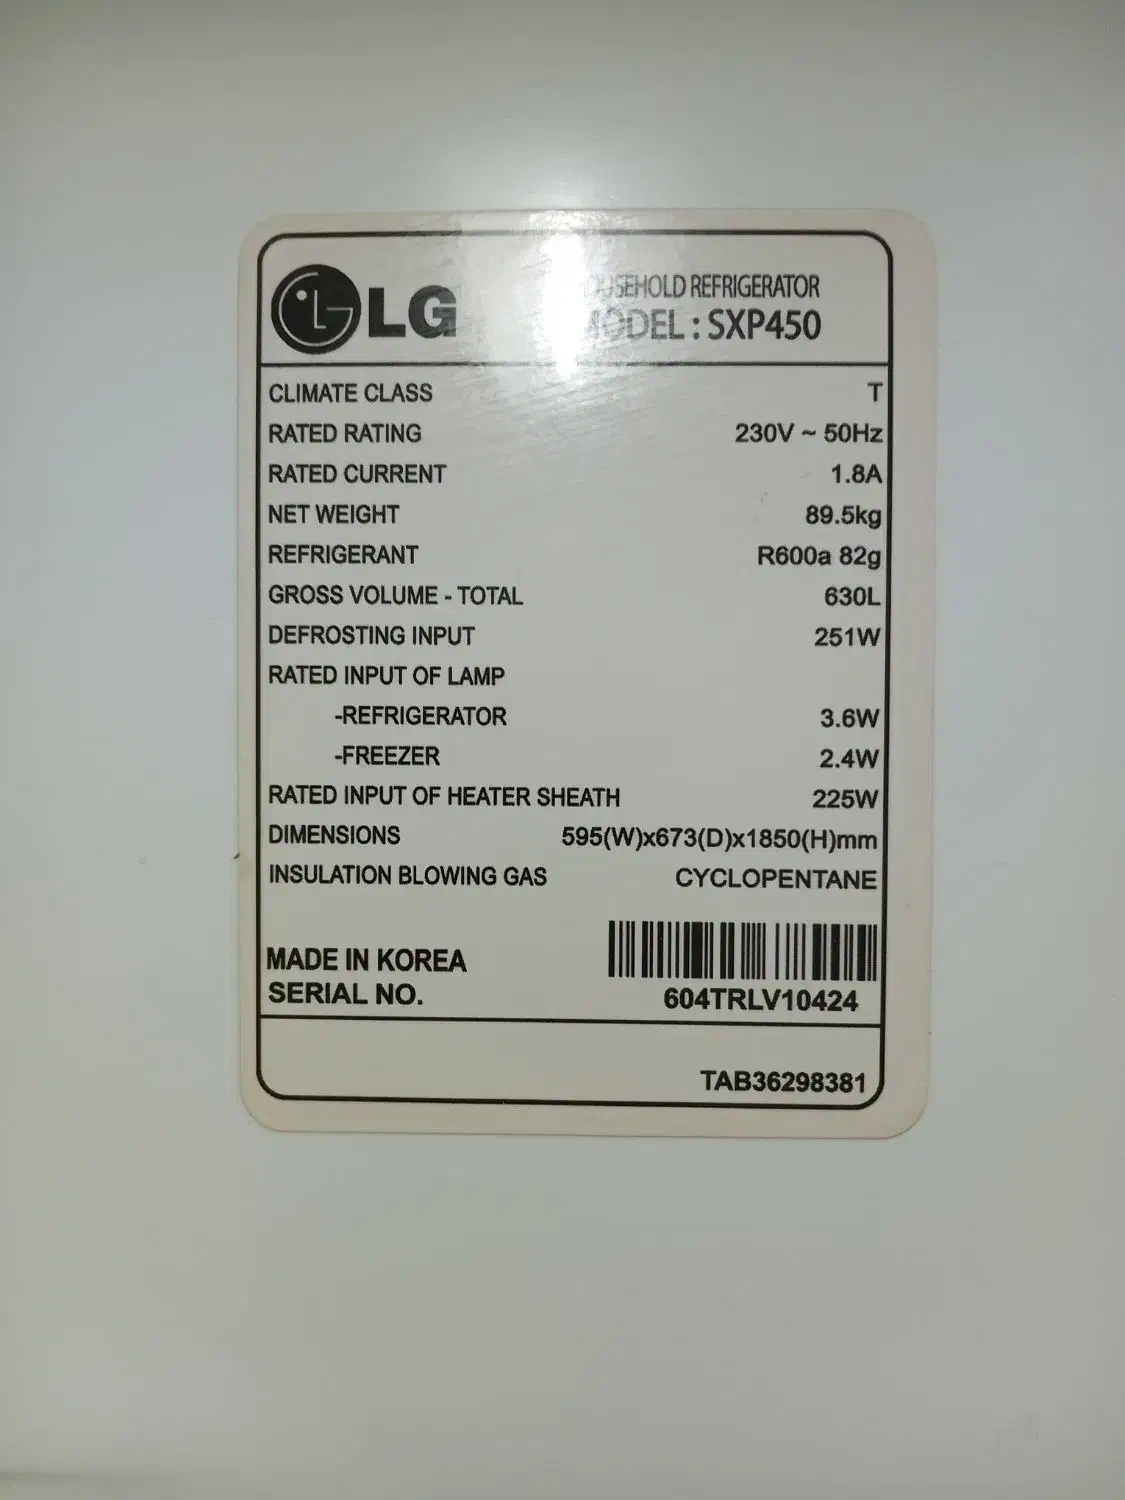 LG
HOUSEHOLD REFRIGERATOR
MODEL : SXP450
CLIMATE CLASS T
RATED RATING 230V ~ 50Hz
RATED CURRENT 1.8A
NET WEIGHT 89.5kg
REFRIGERANT R600a 82g
GROSS VOLUME - TOTAL 630L
DEFROSTING INPUT 251W
RATED INPUT OF LAMP
-REFRIGERATOR 3.6W
-FREEZER 2.4W
RATED INPUT OF HEATER SHEATH 225W
DIMENSIONS 595(W)x673(D)x1850(H)mm
INSULATION BLOWING GAS CYCLOPENTANE
MADE IN KOREA
SERIAL NO. 604TRLV10424
TAB36298381